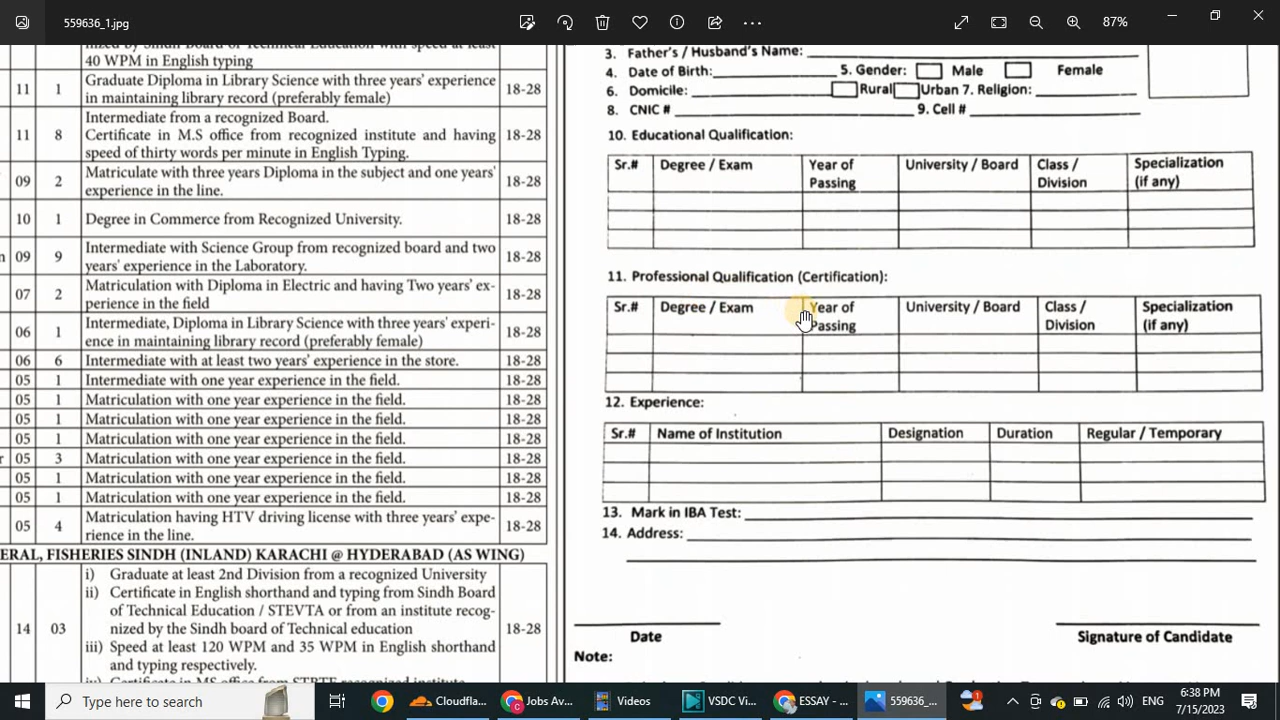 559636_1.jpg
87%
40 WPM in English typing
11 1 Graduate Diploma in Library Science with three years' experience in maintaining library record (preferably female) 18-28
11 8 Intermediate from a recognized Board.
Certificate in M.S office from recognized institute and having speed of thirty words per minute in English Typing. 18-28
09 2 Matriculate with three years Diploma in the subject and one years' experience in the line. 18-28
10 1 Degree in Commerce from Recognized University. 18-28
n 09 9 Intermediate with Science Group from recognized board and two years' experience in the Laboratory. 18-28
07 2 Matriculation with Diploma in Electric and having Two years' ex-
perience in the field 18-28
06 1 Intermediate, Diploma in Library Science with three years' experi-
ence in maintaining library record (preferably female) 18-28
06 6 Intermediate with at least two years' experience in the store. 18-28
05 1 Intermediate with one year experience in the field. 18-28
05 1 Matriculation with one year experience in the field. 18-28
05 1 Matriculation with one year experience in the field. 18-28
05 1 Matriculation with one year experience in the field. 18-28
r 05 3 Matriculation with one year experience in the field. 18-28
05 1 Matriculation with one year experience in the field. 18-28
05 1 Matriculation with one year experience in the field. 18-28
05 4 Matriculation having HTV driving license with three years' expe-
rience in the line. 18-28
ERAL, FISHERIES SINDH (INLAND) KARACHI @ HYDERABAD (AS WING)
14 03 i) Graduate at least 2nd Division from a recognized University
ii) Certificate in English shorthand and typing from Sindh Board
of Technical Education / STEVTA or from an institute recog-
nized by the Sindh board of Technical education 18-28
iii) Speed at least 120 WPM and 35 WPM in English shorthand
and typing respectively.
3. Father's / Husband's Name:
4. Date of Birth: 5. Gender: Male Female
6. Domicile: Rural Urban 7. Religion:
8. CNIC # 9. Cell #
10. Educational Qualification:
Sr.# Degree / Exam Year of Passing University / Board Class / Division Specialization (if any)
11. Professional Qualification (Certification):
Sr.# Degree / Exam Year of Passing University / Board Class / Division Specialization (if any)
12. Experience:
Sr.# Name of Institution Designation Duration Regular / Temporary
13. Mark in IBA Test:
14. Address:
Date Signature of Candidate
Note:
Type here to search
Cloudfla...
Jobs Av...
Videos
VSDC Vi...
ESSAY - ...
559636_...
1
ENG
6:38 PM
7/15/2023